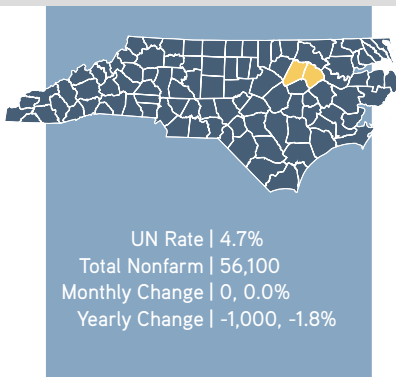 UN Rate | 4.7%
Total Nonfarm | 56,100
Monthly Change | 0, 0.0%
Yearly Change | -1,000, -1.8%